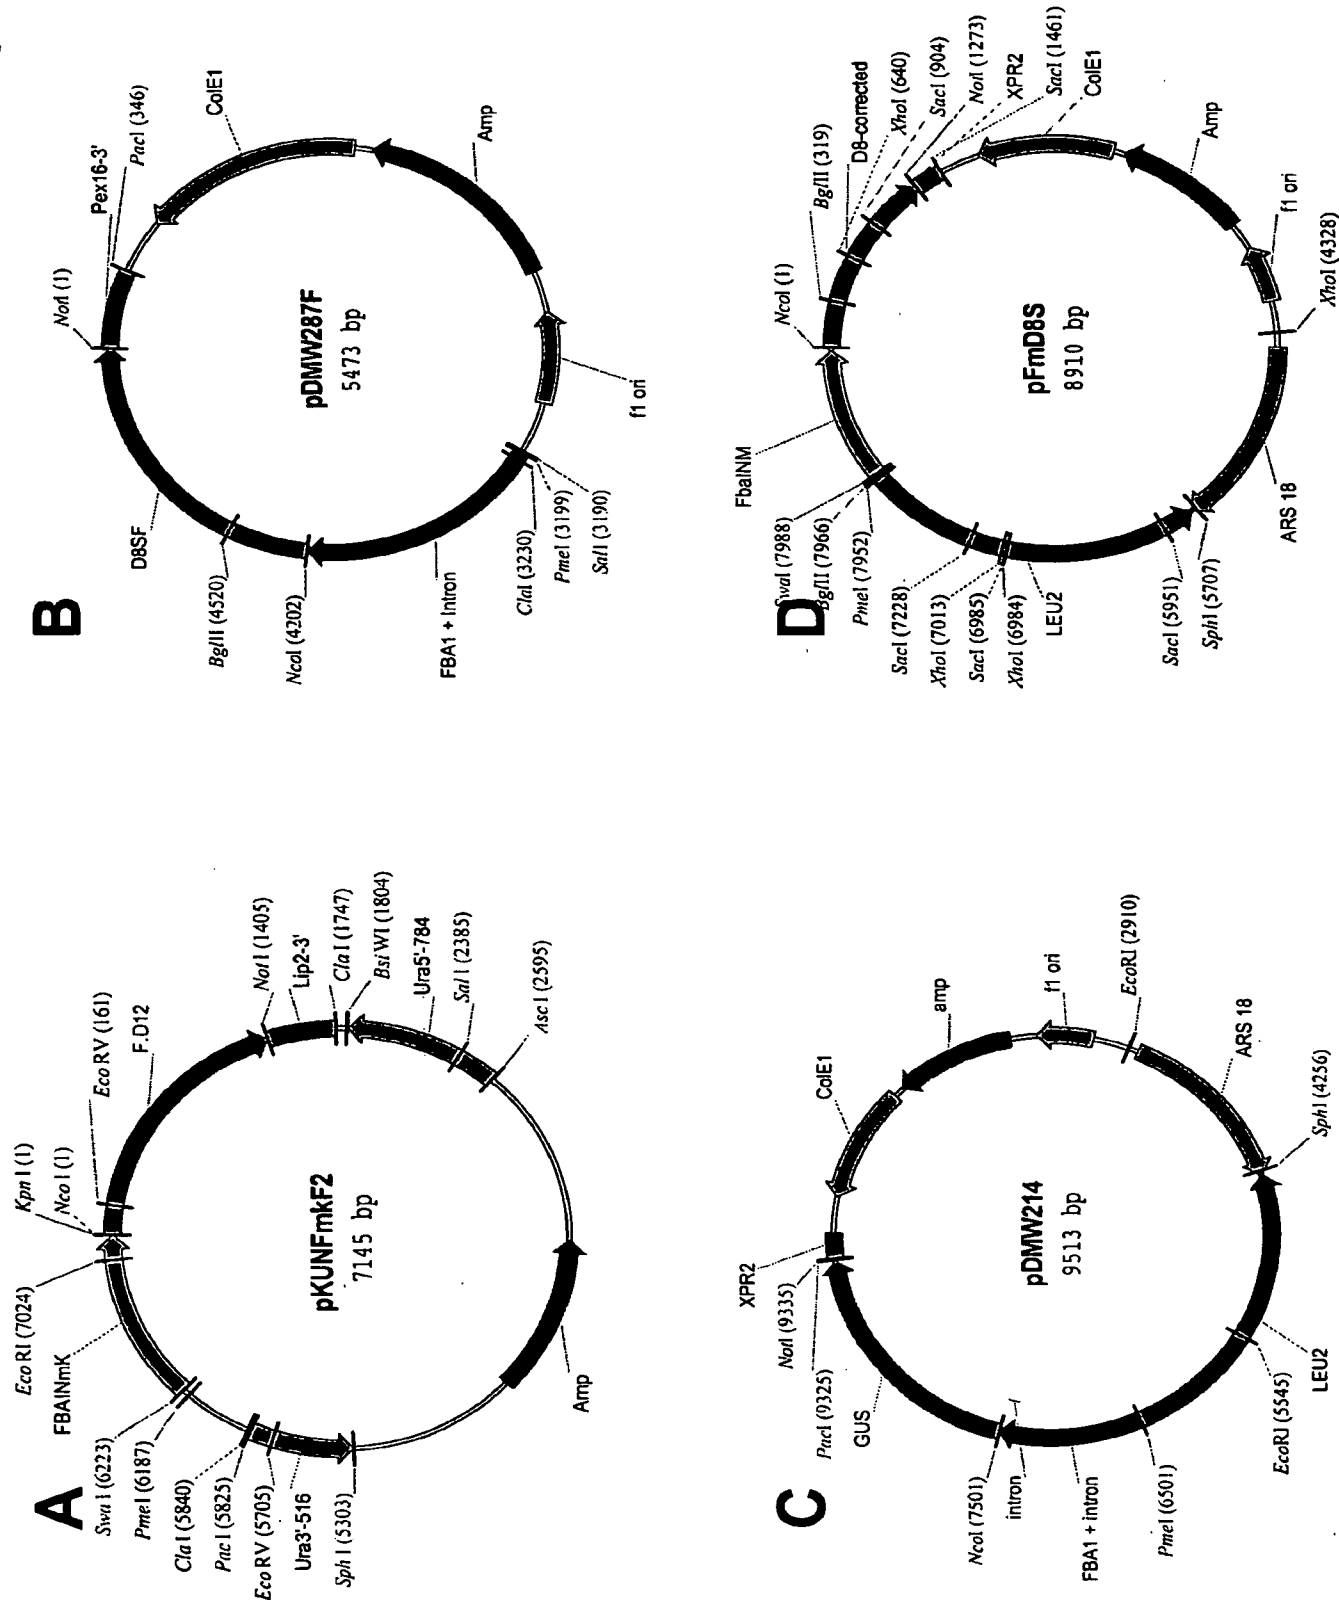 A
Kpn I (1)
Nco I (1)
Eco RV (161)
F.D12
Not I (1405)
Lip2-3'
Cla I (1747)
Bsi WI (1804)
Ura5'-784
Sal I (2385)
Asc I (2595)
Amp
Sph I (5303)
Ura3'-516
Eco RV (5705)
Pac I (5825)
Cla I (5840)
PmeI (6187)
Swa I (6223)
FBAINmK
Eco RI (7024)
pKUNFmkF2
7145 bp
B
NotI (1)
Pex16-3'
PacI (346)
ColE1
Amp
f1 ori
SalI (3190)
PmeI (3199)
ClaI (3230)
FBA1 + Intron
NcoI (4202)
BglII (4520)
D8SF
pDMW287F
5473 bp
C
XPR2
ColE1
amp
f1 ori
EcoRI (2910)
ARS 18
SphI (4256)
LEU2
EcoRI (5545)
PmeI (6501)
FBA1 + intron
intron
NcoI (7501)
GUS
PacI (9325)
NotI (9335)
pDMW214
9513 bp
D
NcoI (1)
BglII (319)
D8-corrected
XhoI (640)
SacI (904)
NotI (1273)
XPR2
SacI (1461)
ColE1
Amp
f1 ori
XhoI (4328)
ARS 18
SphI (5707)
SacI (5951)
LEU2
XhoI (6984)
SacI (6985)
XhoI (7013)
SacI (7228)
PmeI (7952)
BglII (7966)
SwaI (7988)
FbaINM
pFmD8S
8910 bp